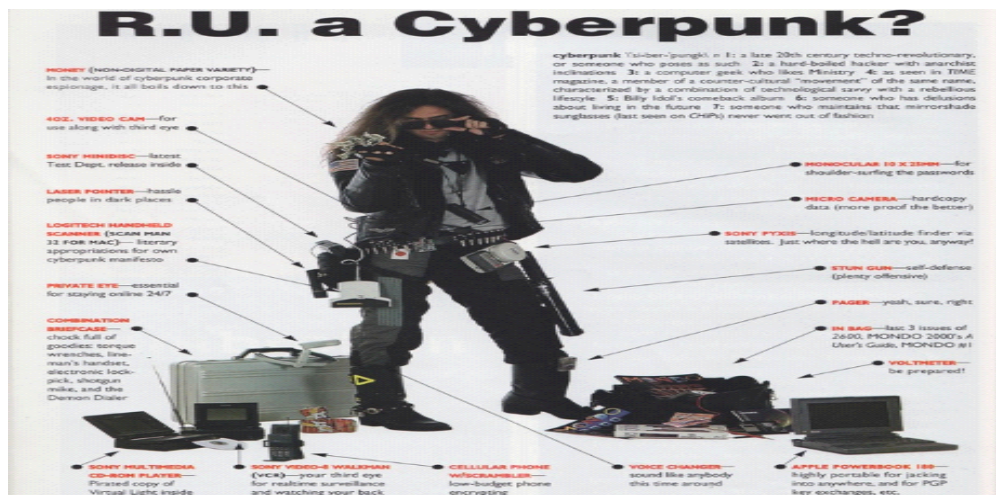 R.U. a Cyberpunk?
cyberpunk \'si-ber-'pungk\ n 1: a late 20th century techno-revolutionary,
or someone who poses as such 2: a hard-boiled hacker with anarchist
inclinations 3: a computer geek who likes Ministry 4: as seen in TIME
magazine, a member of a counter-cultural "movement" of the same name,
characterized by a combination of technological savvy with a rebellious
lifestyle 5: Billy Idol's comeback album 6: someone who has delusions
about living in the future 7: someone who maintains that mirrorshade
sunglasses (last seen on CHiPs) never went out of fashion
MONEY (NON-DIGITAL PAPER VARIETY)—
In the world of cyberpunk corporate
espionage, it all boils down to this
4OZ. VIDEO CAM—for
use along with third eye
SONY MINIDISC—latest
Test Dept. release inside
LASER POINTER—hassle
people in dark places
LOGITECH HANDHELD
SCANNER (SCAN MAN
32 FOR MAC)— literary
appropriations for own
cyberpunk manifesto
PRIVATE EYE—essential
for staying online 24/7
COMBINATION
BRIEFCASE—
chock full of
goodies: torque
wrenches, line-
man's handset,
electronic lock-
pick, shotgun
mike, and the
Demon Dialer
MONOCULAR 10 X 25MM—for
shoulder-surfing the passwords
MICRO CAMERA—hardcopy
data (more proof the better)
SONY PYXIS—longitude/latitude finder via
satellites. Just where the hell are you, anyway?
STUN GUN—self-defense
(plenty offensive)
PAGER—yeah, sure, right
IN BAG—last 3 issues of
2600, MONDO 2000's A
User's Guide, MONDO #1
VOLTMETER—
be prepared!
SONY MULTIMEDIA
CD-ROM PLAYER—
Pirated copy of
Virtual Light inside
SONY VIDEO-8 WALKMAN
(VCR)—your third eye
for realtime surveillance
and watching your back
CELLULAR PHONE
W/SCRAMBLER—
low-budget phone
encrypting
VOICE CHANGER—
sound like anybody
this time around
APPLE POWERBOOK 180—
highly portable for jacking
into anywhere, and for PGP
key exchanges, etc.